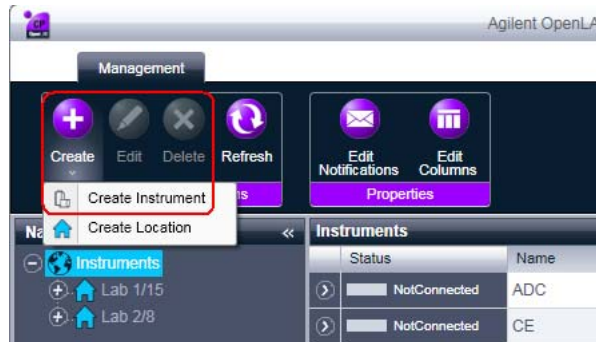 CP
Agilent OpenLA
Management
Create Edit Delete Refresh
Edit Notifications Edit Columns
Properties
Create Instrument
Create Location
Instruments
Status Name
Instruments
NotConnected ADC
Lab 1/15
Lab 2/8
NotConnected CE